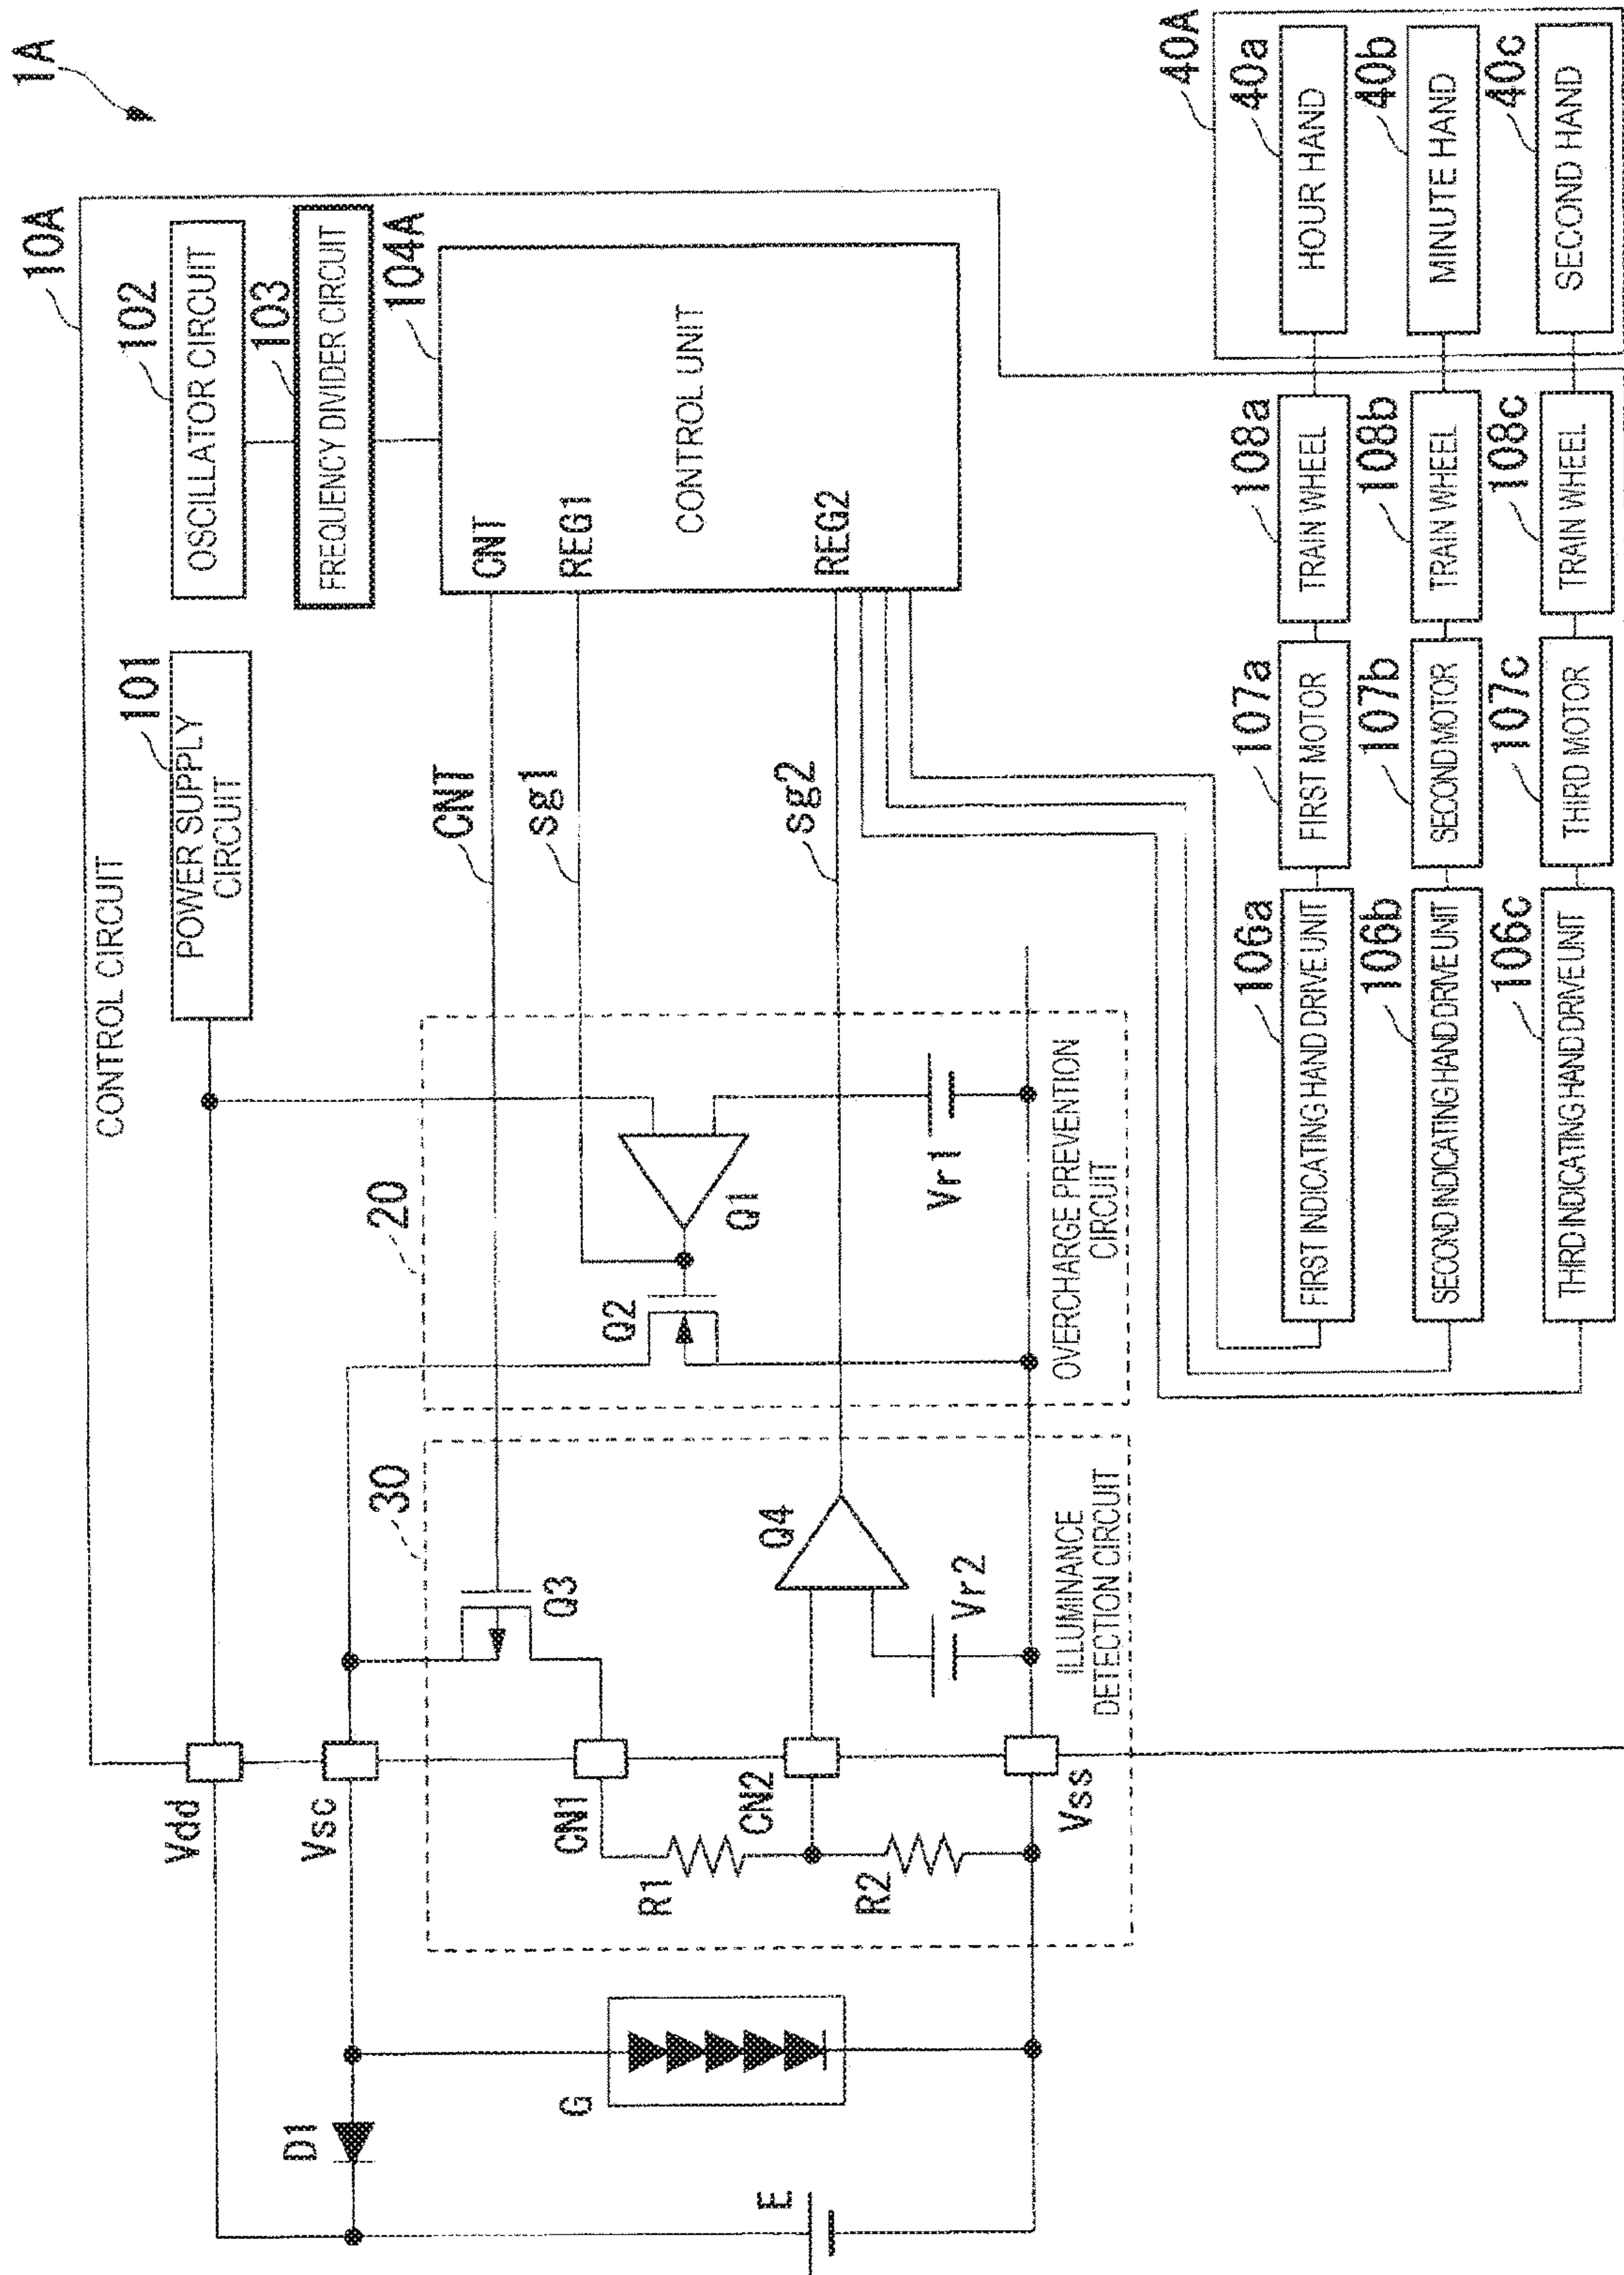 1A
10A
CONTROL CIRCUIT
101
POWER SUPPLY
CIRCUIT
102
OSCILLATOR CIRCUIT
103
FREQUENCY DIVIDER CIRCUIT
104A
CNT
REG1
CONTROL UNIT
REG2
Vdd
Vsc
CN1
CN2
Vss
D1
G
E
R1
R2
30
Q3
Q4
Vr2
ILLUMINANCE
DETECTION CIRCUIT
20
Q2
Q1
Vr1
OVERCHARGE PREVENTION
CIRCUIT
CNT
sg1
sg2
106a
FIRST INDICATING HAND DRIVE UNIT
107a
FIRST MOTOR
108a
TRAIN WHEEL
40A
40a
HOUR HAND
106b
SECOND INDICATING HAND DRIVE UNIT
107b
SECOND MOTOR
108b
TRAIN WHEEL
40b
MINUTE HAND
106c
THIRD INDICATING HAND DRIVE UNIT
107c
THIRD MOTOR
108c
TRAIN WHEEL
40c
SECOND HAND